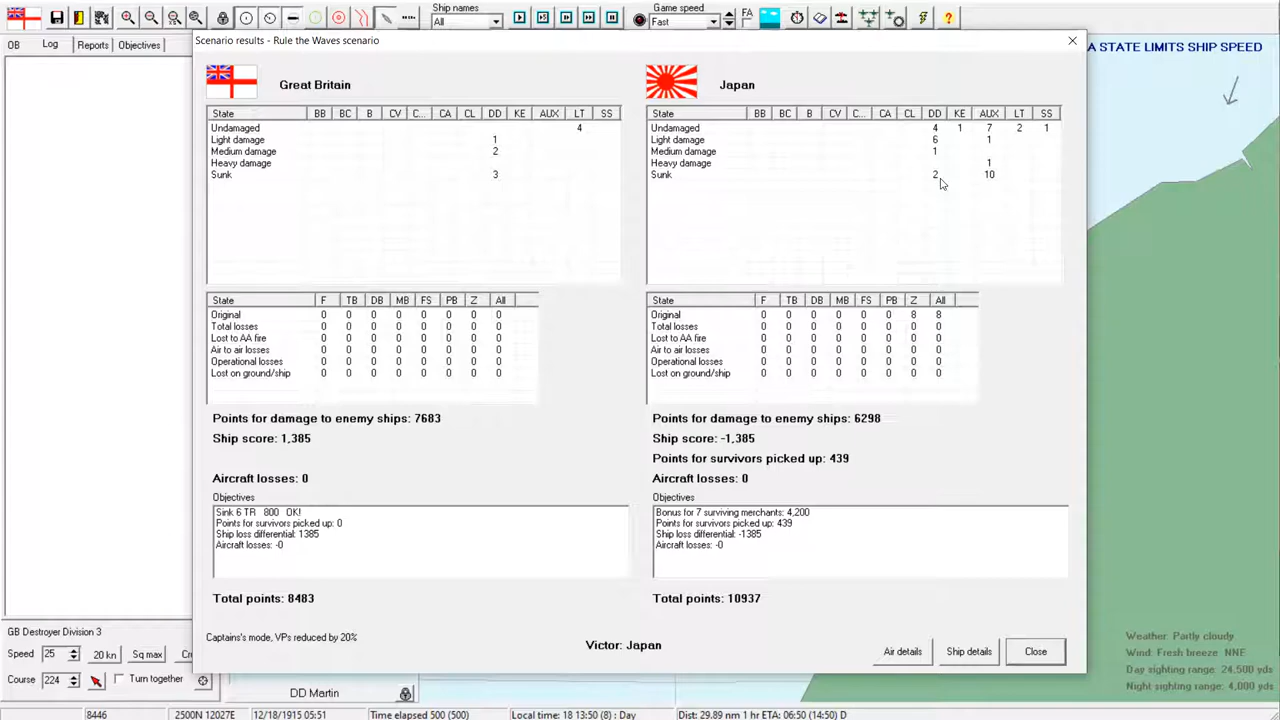 Ship names
All
Game speed
Fast
FA
OB Log Reports Objectives
Scenario results - Rule the Waves scenario
A STATE LIMITS SHIP SPEED
Great Britain
State BB BC B CV C... CA CL DD KE AUX LT SS
Undamaged 4
Light damage 1
Medium damage 2
Heavy damage
Sunk 3
State F TB DB MB FS PB Z All
Original 0 0 0 0 0 0 0 0
Total losses 0 0 0 0 0 0 0 0
Lost to AA fire 0 0 0 0 0 0 0 0
Air to air losses 0 0 0 0 0 0 0 0
Operational losses 0 0 0 0 0 0 0 0
Lost on ground/ship 0 0 0 0 0 0 0 0
Points for damage to enemy ships: 7683
Ship score: 1,385
Aircraft losses: 0
Objectives
Sink 6 TR 800 OK!
Points for survivors picked up: 0
Ship loss differential: 1385
Aircraft losses: -0
Total points: 8483
Japan
State BB BC B CV C... CA CL DD KE AUX LT SS
Undamaged 4 1 7 2 1
Light damage 6 1
Medium damage 1
Heavy damage 1
Sunk 2 10
State F TB DB MB FS PB Z All
Original 0 0 0 0 0 0 8 8
Total losses 0 0 0 0 0 0 0 0
Lost to AA fire 0 0 0 0 0 0 0 0
Air to air losses 0 0 0 0 0 0 0 0
Operational losses 0 0 0 0 0 0 0 0
Lost on ground/ship 0 0 0 0 0 0 0 0
Points for damage to enemy ships: 6298
Ship score: -1,385
Points for survivors picked up: 439
Aircraft losses: 0
Objectives
Bonus for 7 surviving merchants: 4,200
Points for survivors picked up: 439
Ship loss differential: -1385
Aircraft losses: -0
Total points: 10937
Captains's mode, VPs reduced by 20%
Victor: Japan
Air details Ship details Close
GB Destroyer Division 3
Speed 25 20 kn Sq max
Course 224 Turn together
DD Martin
Weather: Partly cloudy
Wind: Fresh breeze NNE
Day sighting range: 24,500 yds
Night sighting range: 4,000 yds
8446 2500N 12027E 12/18/1915 05:51 Time elapsed 500 (500) Local time: 18 13:50 (8) : Day Dist: 29.89 nm 1 hr ETA: 06:50 (14:50) D